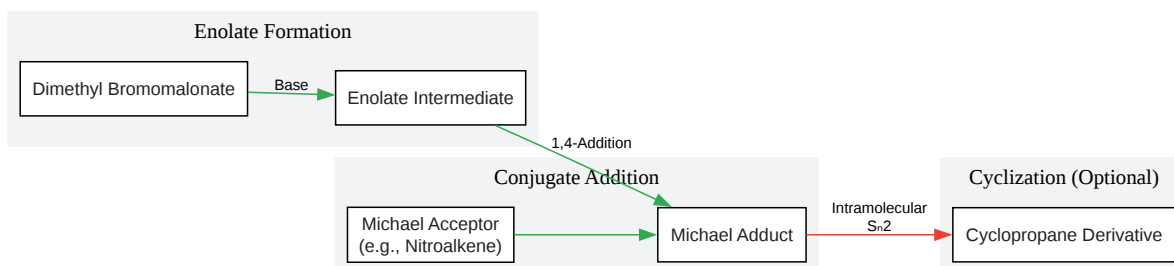 Enolate Formation
Dimethyl Bromomalonate
Base
Enolate Intermediate
1,4-Addition
Conjugate Addition
Michael Acceptor
(e.g., Nitroalkene)
Michael Adduct
Intramolecular
Sₙ2
Cyclization (Optional)
Cyclopropane Derivative